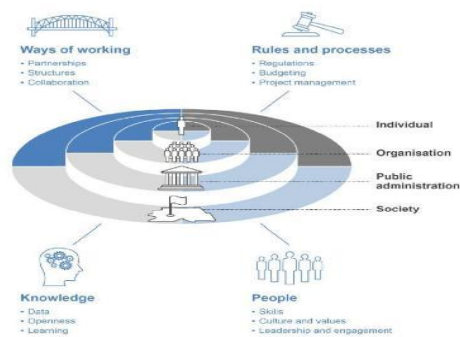 Ways of working
• Partnerships
• Structures
• Collaboration
Rules and processes
• Regulations
• Budgeting
• Project management
Individual
Organisation
Public
administration
Society
Knowledge
• Data
• Openness
• Learning
People
• Skills
• Culture and values
• Leadership and engagement